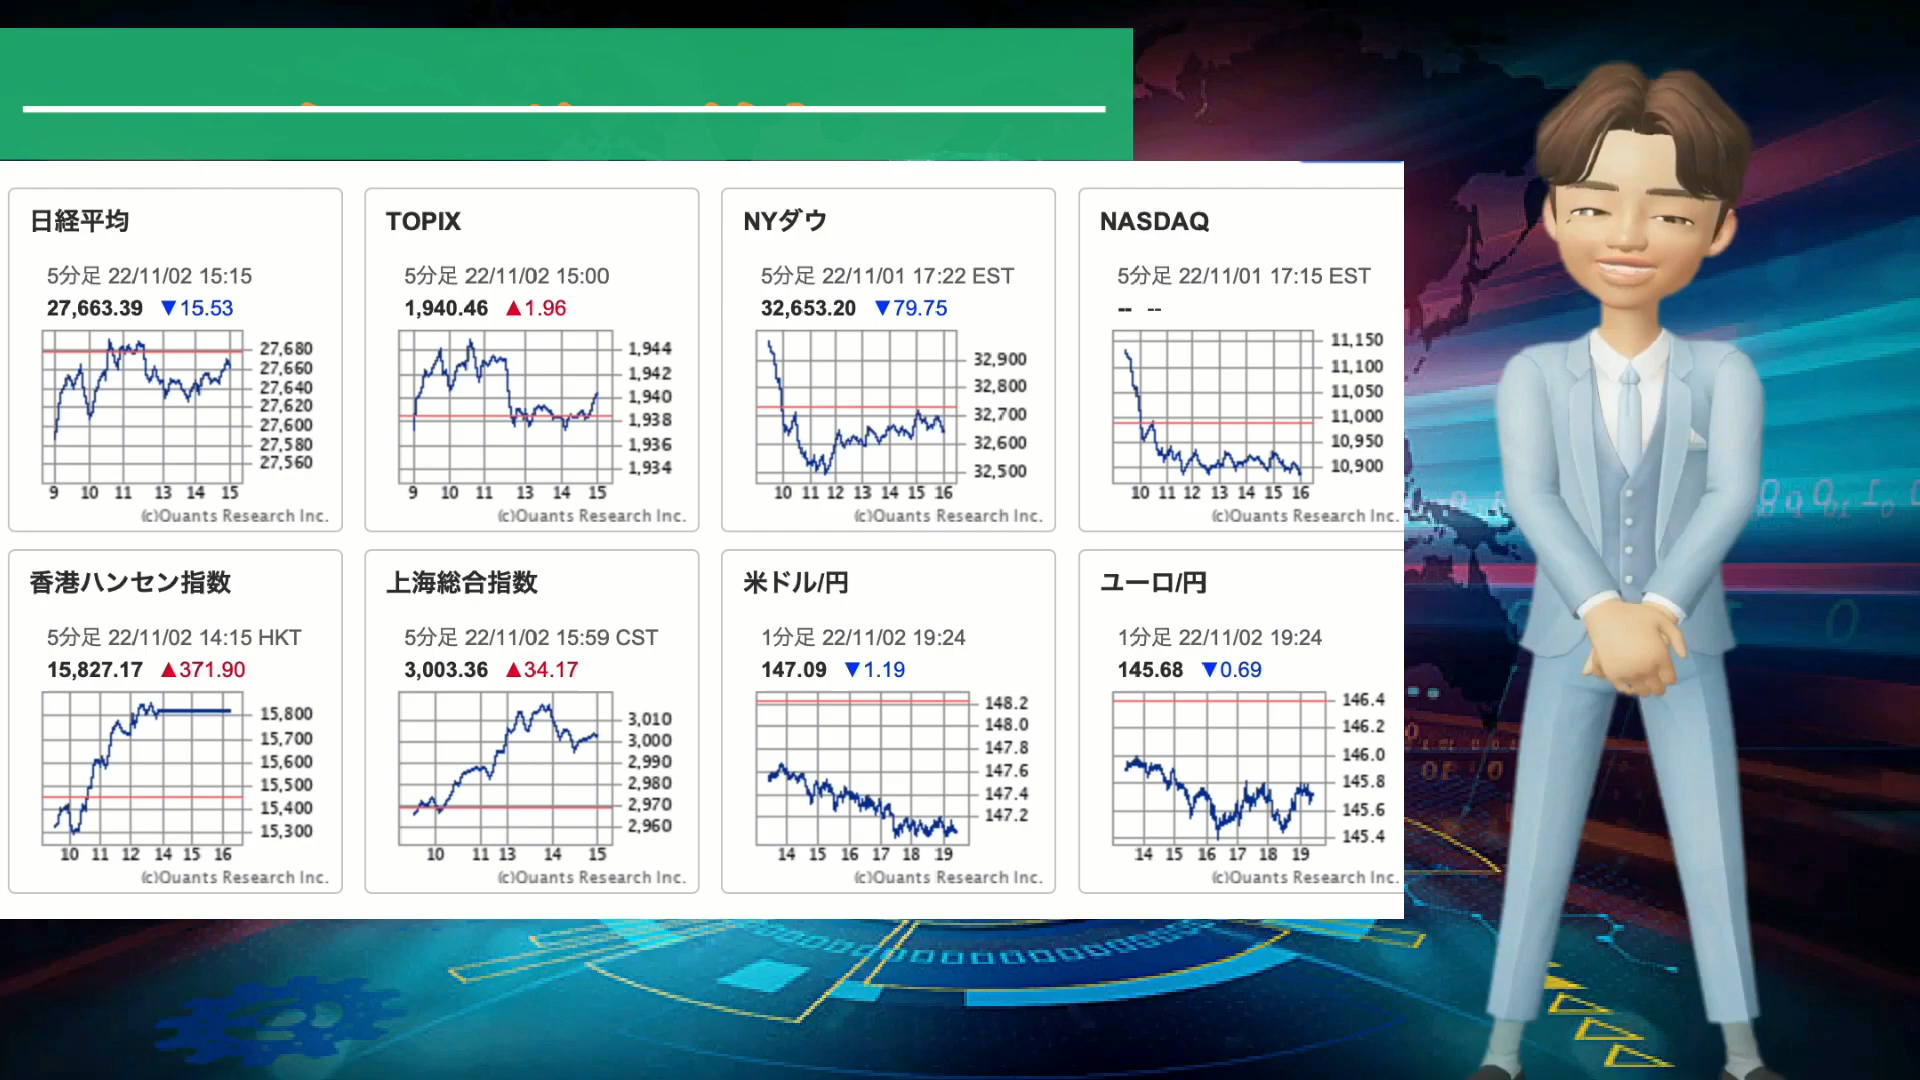 日経平均
5分足 22/11/02 15:15
27,663.39 ▼15.53
27,680
27,660
27,640
27,620
27,600
27,580
27,560
9 10 11 13 14 15
(c)Quants Research Inc.
TOPIX
5分足 22/11/02 15:00
1,940.46 ▲1.96
1,944
1,942
1,940
1,938
1,936
1,934
9 10 11 13 14 15
(c)Quants Research Inc.
NYダウ
5分足 22/11/01 17:22 EST
32,653.20 ▼79.75
32,900
32,800
32,700
32,600
32,500
10 11 12 13 14 15 16
(c)Quants Research Inc.
NASDAQ
5分足 22/11/01 17:15 EST
-- --
11,150
11,100
11,050
11,000
10,950
10,900
10 11 12 13 14 15 16
(c)Quants Research Inc.
香港ハンセン指数
5分足 22/11/02 14:15 HKT
15,827.17 ▲371.90
15,800
15,700
15,600
15,500
15,400
15,300
10 11 12 14 15 16
(c)Quants Research Inc.
上海総合指数
5分足 22/11/02 15:59 CST
3,003.36 ▲34.17
3,010
3,000
2,990
2,980
2,970
2,960
10 11 13 14 15
(c)Quants Research Inc.
米ドル/円
1分足 22/11/02 19:24
147.09 ▼1.19
148.2
148.0
147.8
147.6
147.4
147.2
14 15 16 17 18 19
(c)Quants Research Inc.
ユーロ/円
1分足 22/11/02 19:24
145.68 ▼0.69
146.4
146.2
146.0
145.8
145.6
145.4
14 15 16 17 18 19
(c)Quants Research Inc.